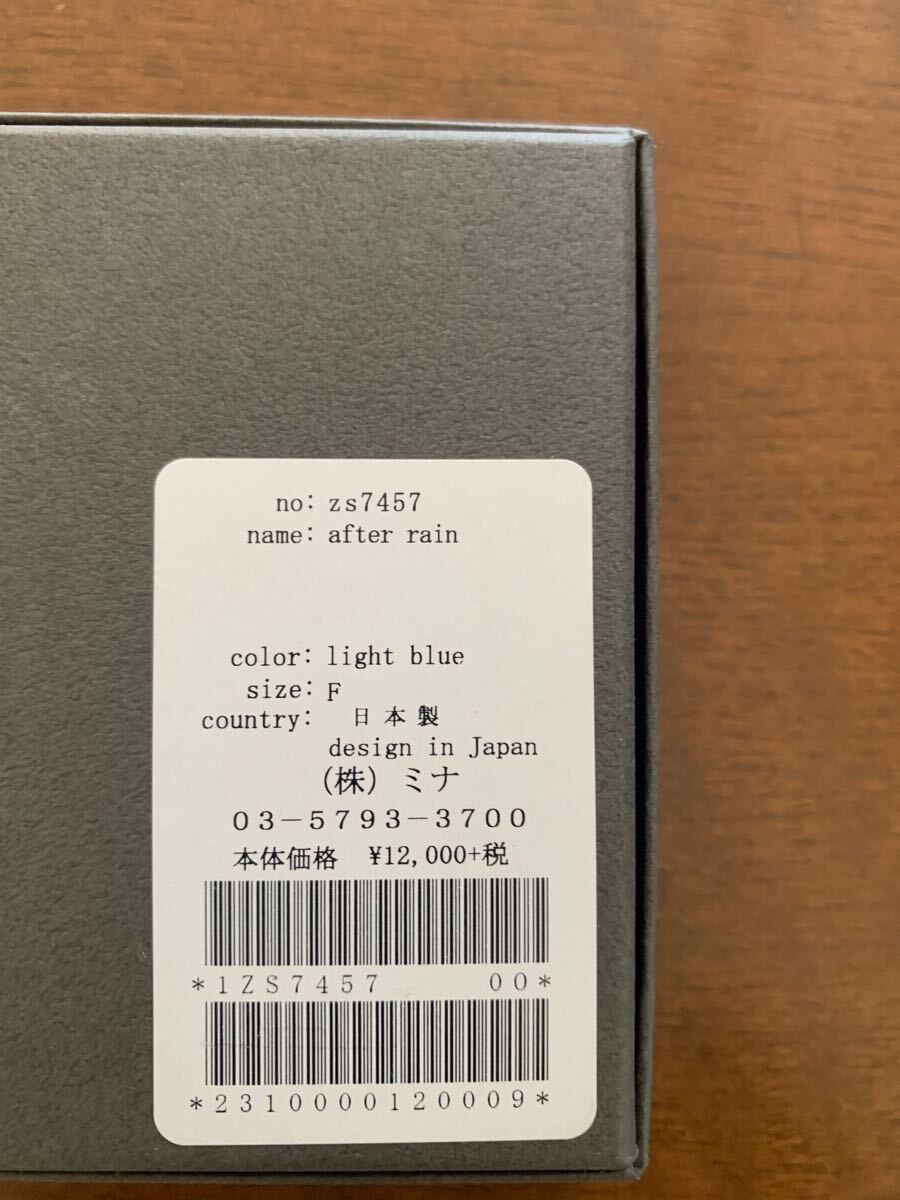 no: zs7457
name: after rain
color: light blue
size: F
country: 日本製
design in Japan
(株) ミナ
03-5793-3700
本体価格 ¥12,000+税
*1ZS7457 00*
*2310000120009*